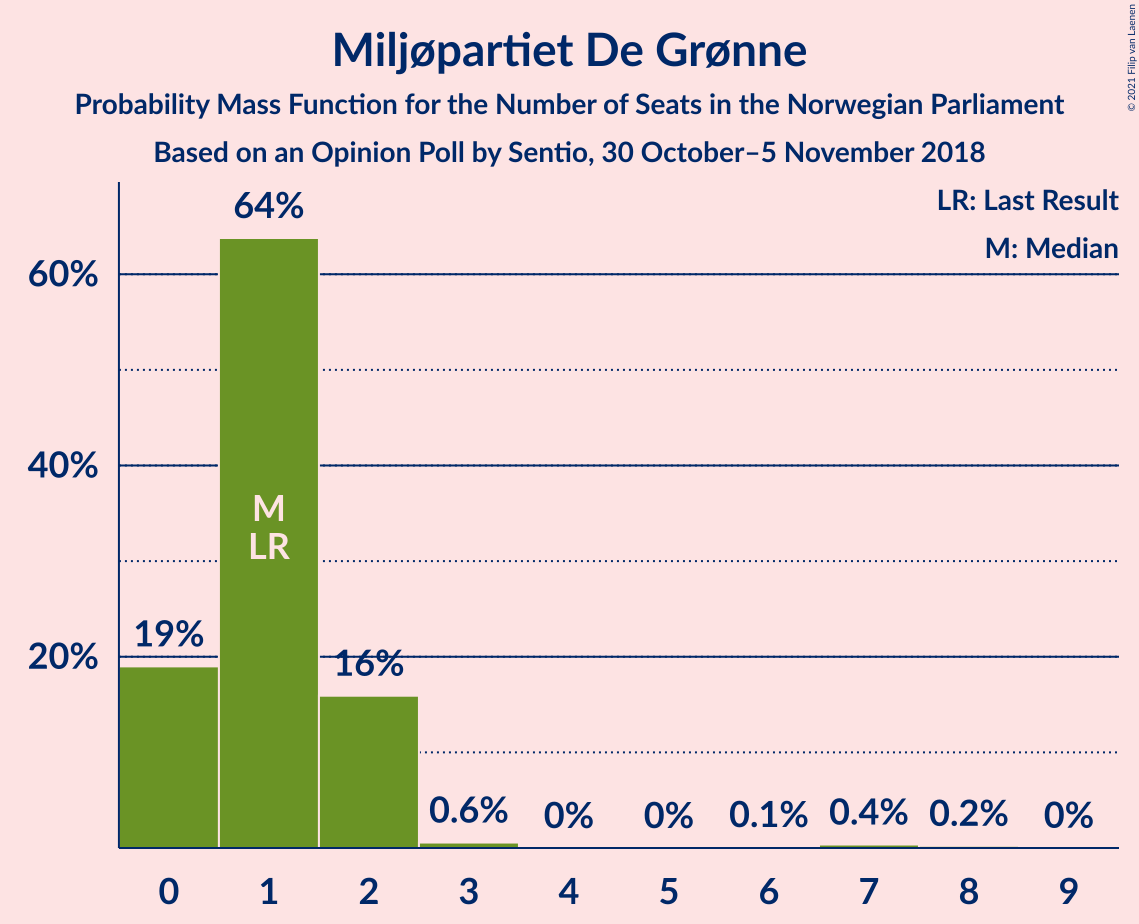 Miljøpartiet De Grønne
Probability Mass Function for the Number of Seats in the Norwegian Parliament
Based on an Opinion Poll by Sentio, 30 October–5 November 2018
© 2021 Filip van Laenen
LR: Last Result
M: Median
60%
40%
20%
19%
64%
16%
0.6%
0%
0%
0.1%
0.4%
0.2%
0%
M
LR
0 1 2 3 4 5 6 7 8 9